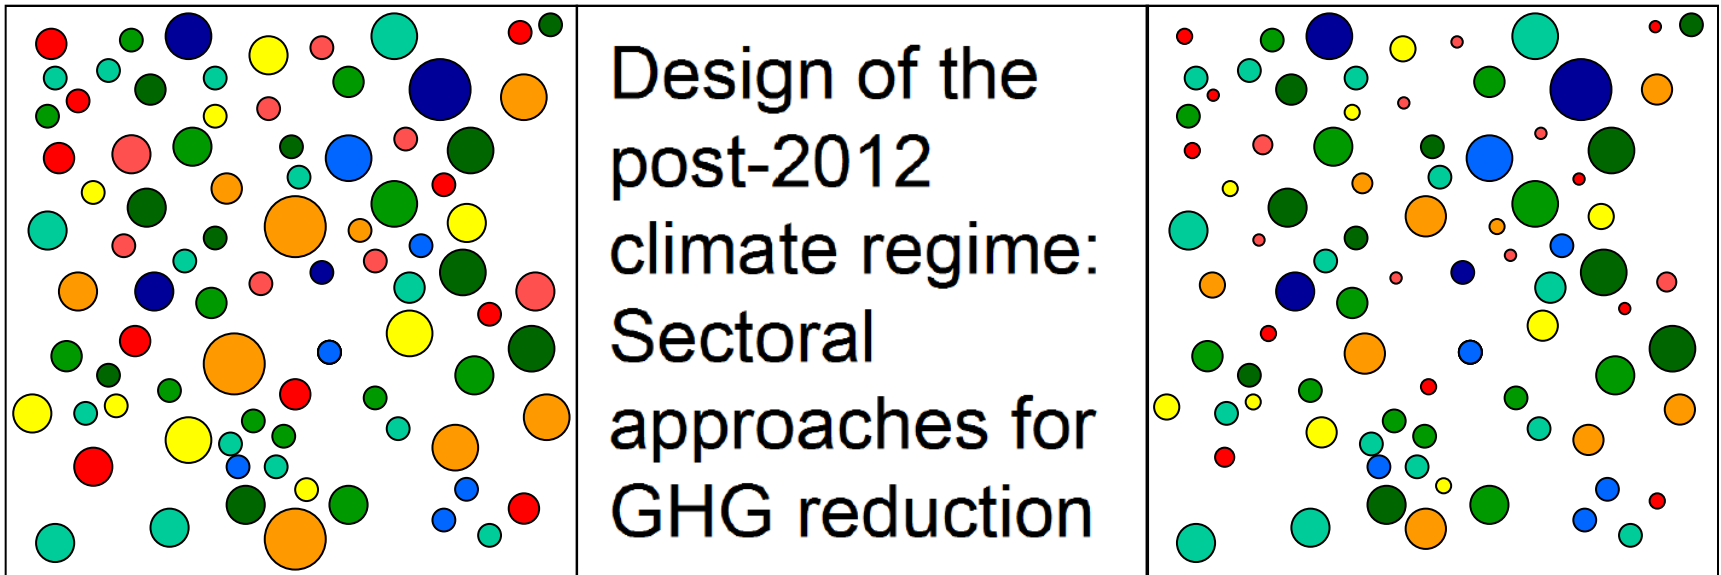 Design of the
post-2012
climate regime:
Sectoral
approaches for
GHG reduction